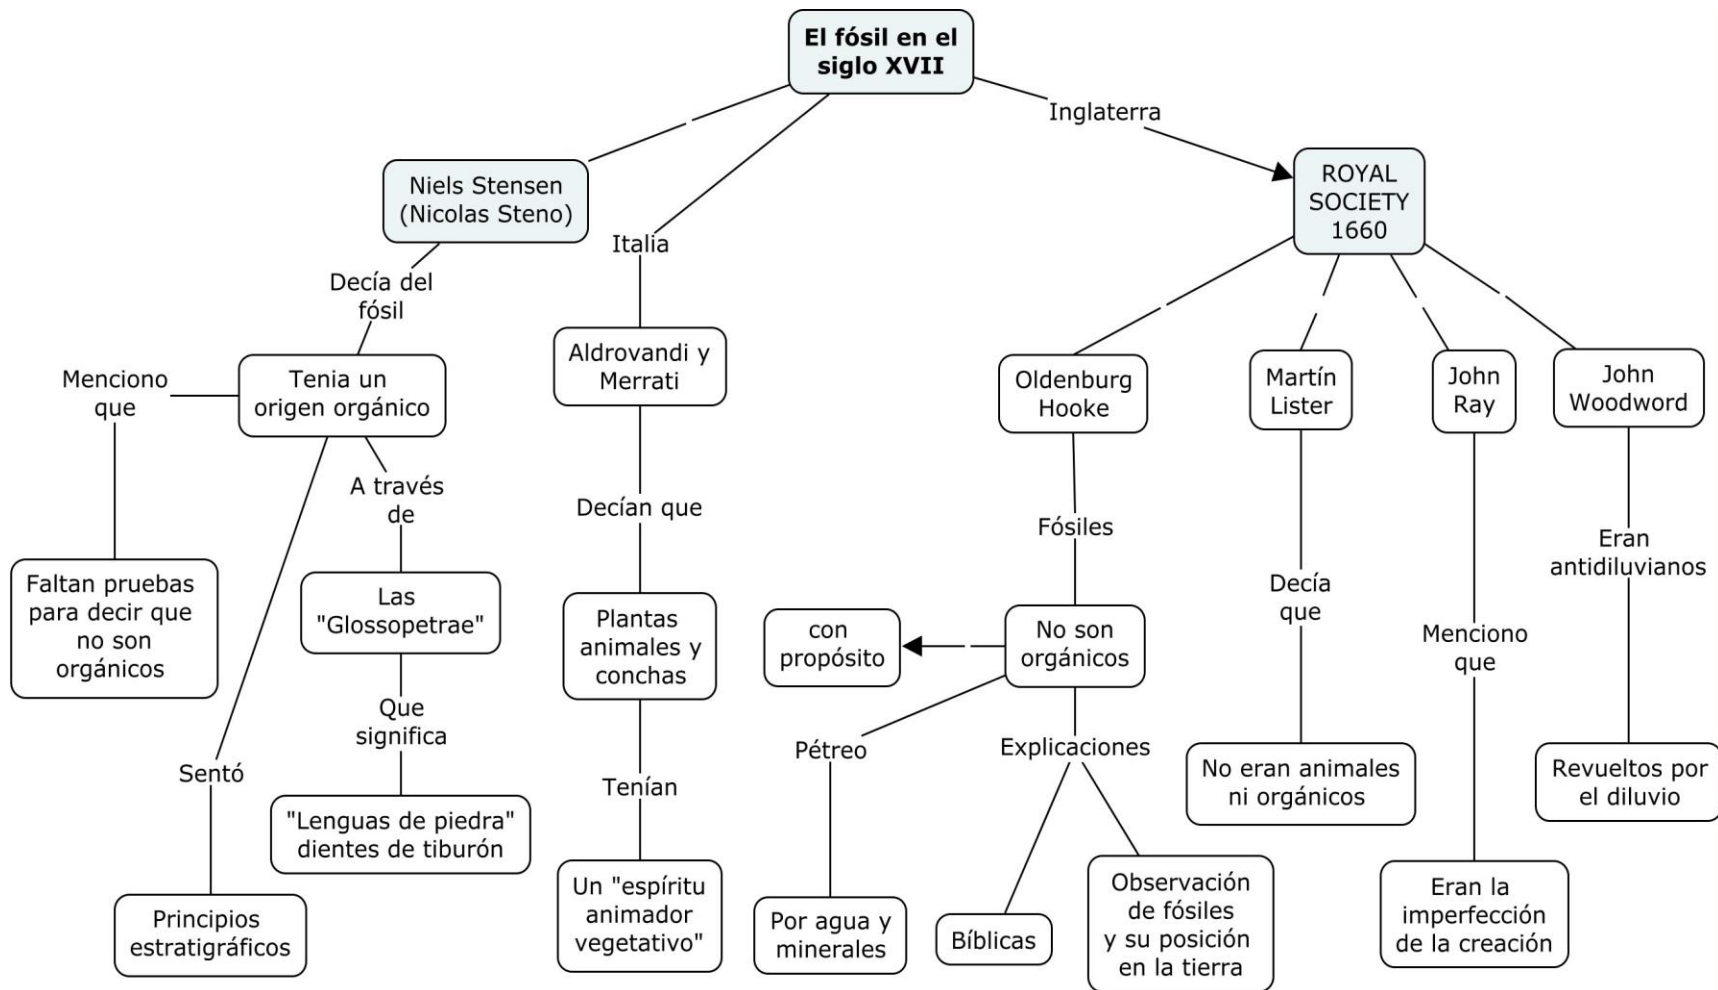 El fósil en el
siglo XVII
Inglaterra
Niels Stensen
(Nicolas Steno)
Italia
ROYAL
SOCIETY
1660
Decía del
fósil
Menciono
que
Tenia un
origen orgánico
Aldrovandi y
Merrati
Oldenburg
Hooke
Martín
Lister
John
Ray
John
Woodword
A través
de
Decían que
Fósiles
Eran
antidiluvianos
Faltan pruebas
para decir que
no son
orgánicos
Las
"Glossopetrae"
Plantas
animales y
conchas
con
propósito
No son
orgánicos
Decía
que
Menciono
que
Que
significa
Sentó
Tenían
Pétreo
Explicaciones
No eran animales
ni orgánicos
Revueltos por
el diluvio
"Lenguas de piedra"
dientes de tiburón
Principios
estratigráficos
Un "espíritu
animador
vegetativo"
Por agua y
minerales
Bíblicas
Observación
de fósiles
y su posición
en la tierra
Eran la
imperfección
de la creación